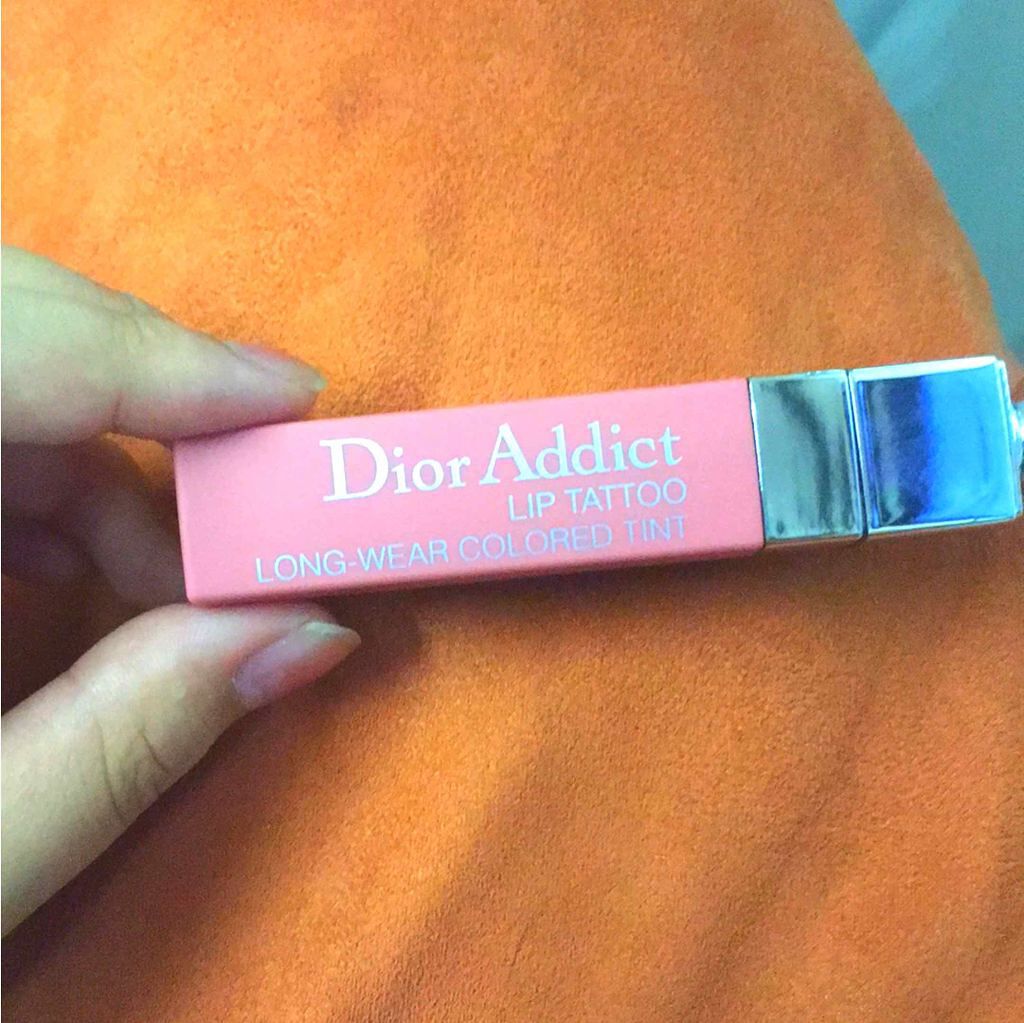 Dior Addict
LIP TATTOO
LONG-WEAR COLORED TINT